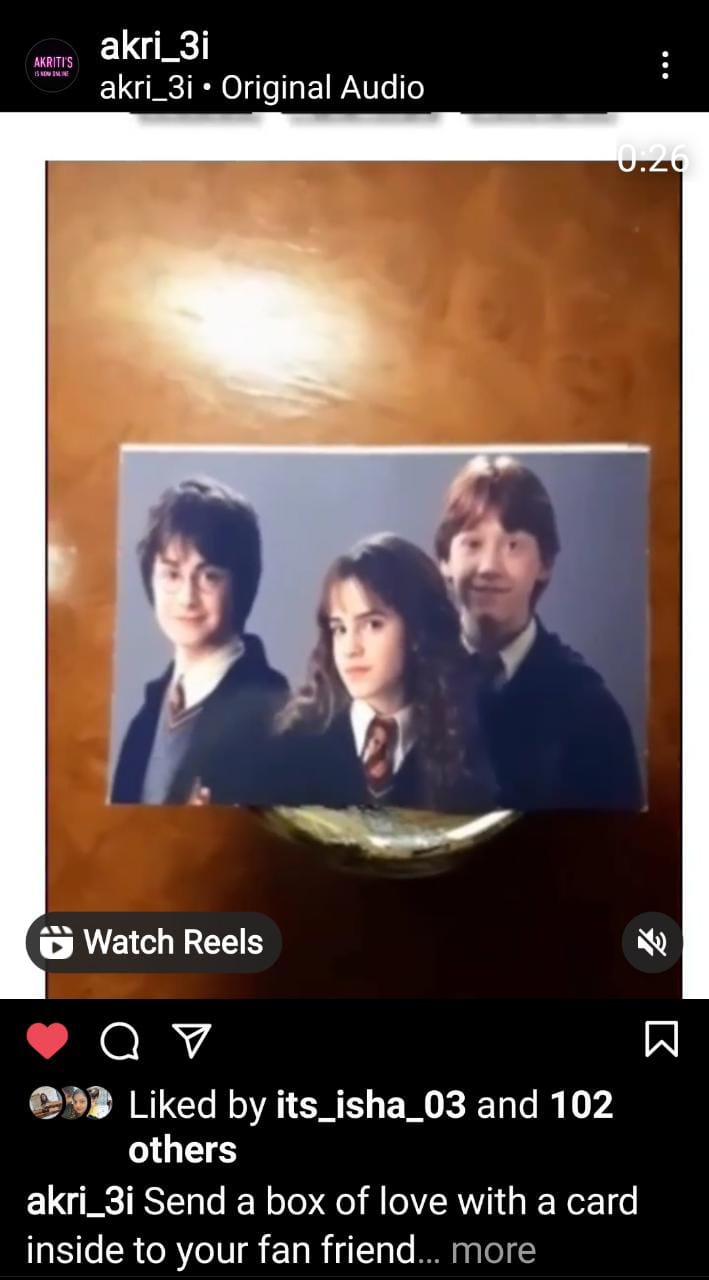 AKRITI'S
IS NOW ONLINE
akri_3i
akri_3i • Original Audio
0:26
Watch Reels
Liked by its_isha_03 and 102
others
akri_3i Send a box of love with a card
inside to your fan friend... more